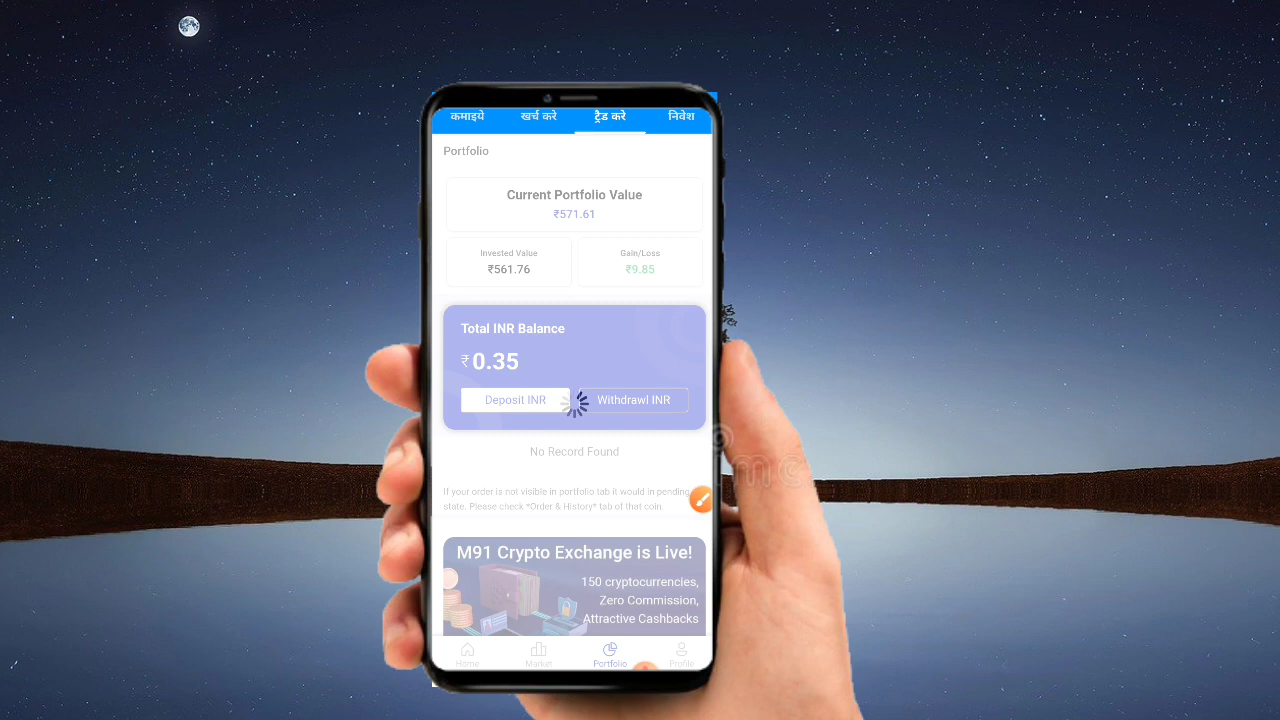 कमाइये
खर्च करे
ट्रैड करे
निवेश
Portfolio
Current Portfolio Value
₹571.61
Invested Value
₹561.76
Gain/Loss
₹9.85
Total INR Balance
₹0.35
Deposit INR
Withdrawl INR
No Record Found
If your order is not visible in portfolio tab it would in pending
state. Please check *Order & History* tab of that coin.
M91 Crypto Exchange is Live!
150 cryptocurrencies,
Zero Commission,
Attractive Cashbacks
Home
Market
Portfolio
Profile